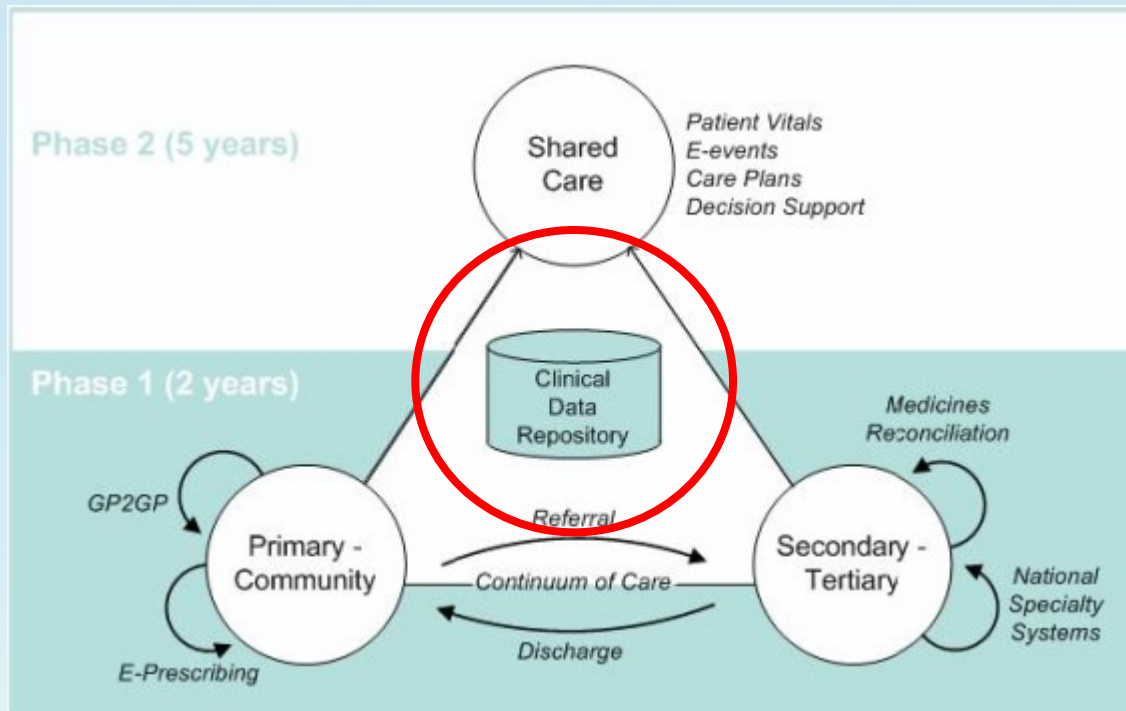 Phase 2 (5 years)
Shared
Care
Patient Vitals
E-events
Care Plans
Decision Support
Phase 1 (2 years)
Clinical
Data
Repository
Medicines
Reconciliation
GP2GP
Referral
Primary -
Community
Continuum of Care
Secondary -
Tertiary
National
Specialty
Systems
Discharge
E-Prescribing